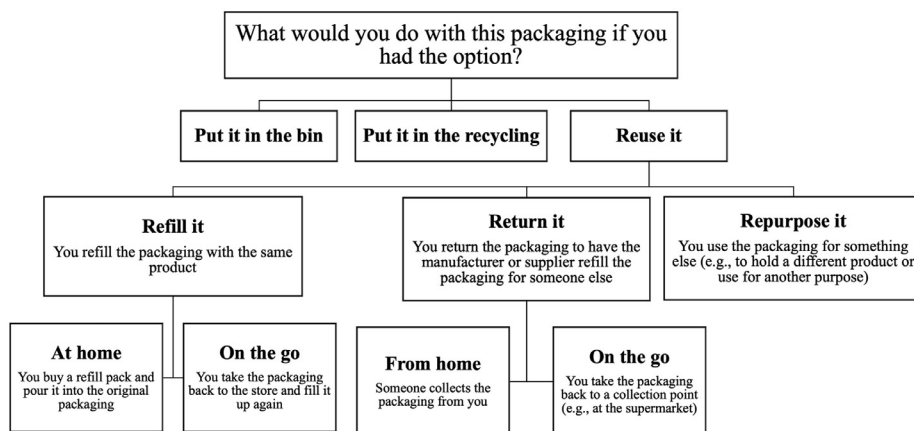 What would you do with this packaging if you
had the option?
Put it in the bin
Put it in the recycling
Reuse it
Refill it
You refill the packaging with the same
product
Return it
You return the packaging to have the
manufacturer or supplier refill the
packaging for someone else
Repurpose it
You use the packaging for something
else (e.g., to hold a different product or
use for another purpose)
At home
You buy a refill pack and
pour it into the original
packaging
On the go
You take the packaging
back to the store and fill it
up again
From home
Someone collects the
packaging from you
On the go
You take the packaging
back to a collection point
(e.g., at the supermarket)